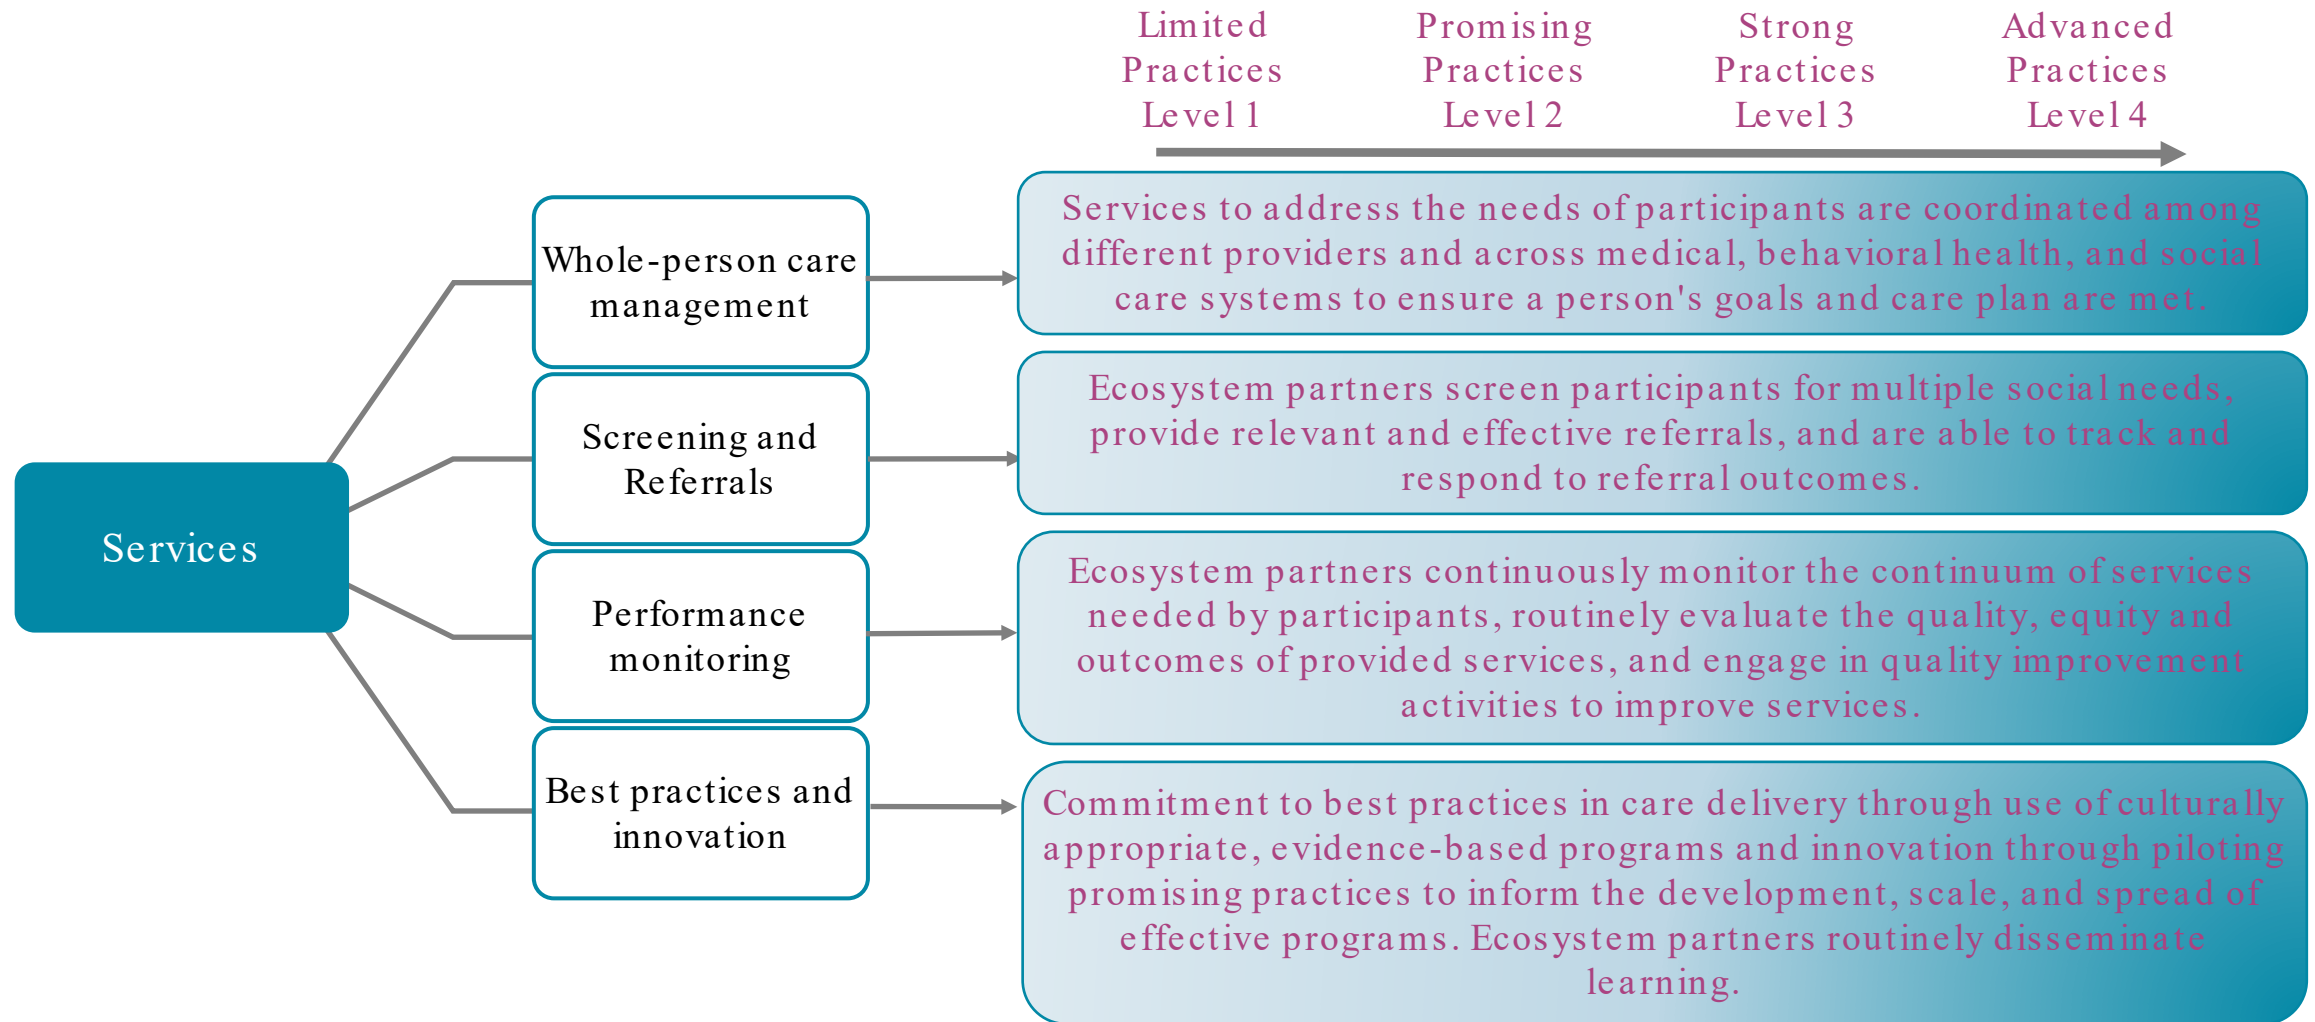 Limited
Practices
Level 1
Promising
Practices
Level 2
Strong
Practices
Level 3
Advanced
Practices
Level 4
Services
Whole-person care
management
Services to address the needs of participants are coordinated among
different providers and across medical, behavioral health, and social
care systems to ensure a person's goals and care plan are met.
Screening and
Referrals
Ecosystem partners screen participants for multiple social needs,
provide relevant and effective referrals, and are able to track and
respond to referral outcomes.
Performance
monitoring
Ecosystem partners continuously monitor the continuum of services
needed by participants, routinely evaluate the quality, equity and
outcomes of provided services, and engage in quality improvement
activities to improve services.
Best practices and
innovation
Commitment to best practices in care delivery through use of culturally
appropriate, evidence-based programs and innovation through piloting
promising practices to inform the development, scale, and spread of
effective programs. Ecosystem partners routinely disseminate
learning.